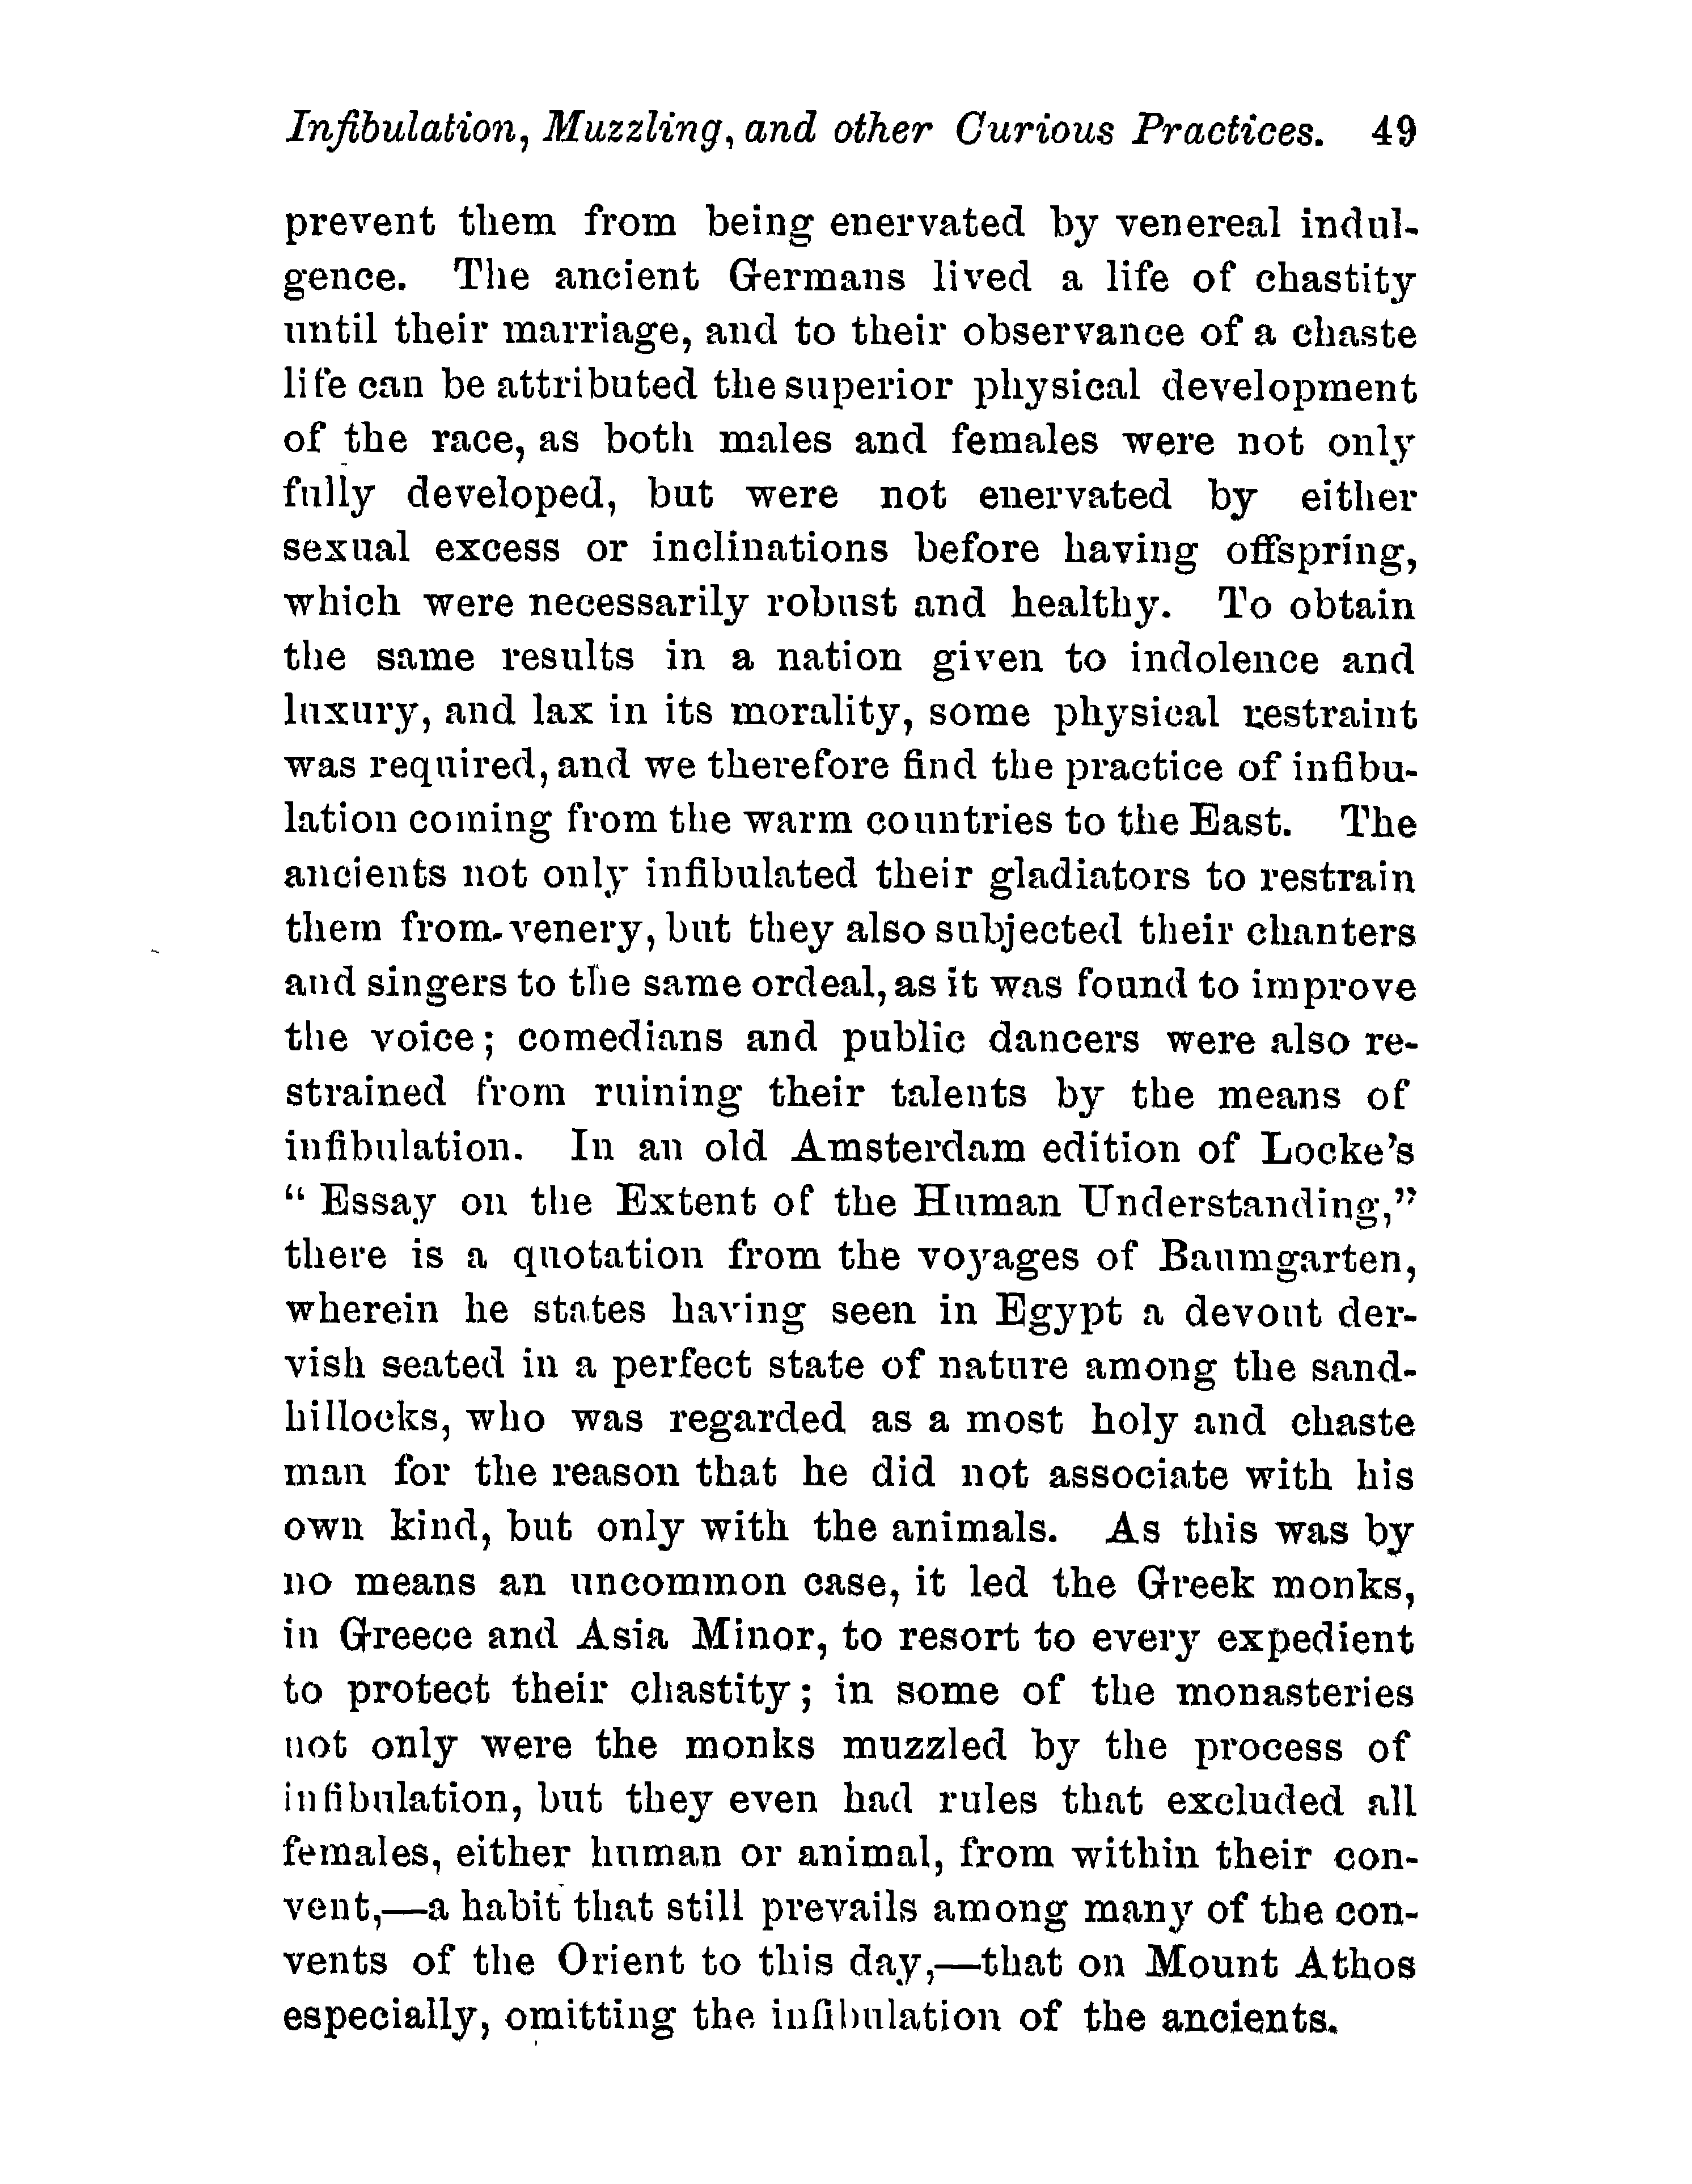 Infibulation, Muzzling, and other Curious Practices. 49
prevent them from being enervated by venereal indul-
gence. The ancient Germans lived a life of chastity
until their marriage, and to their observance of a chaste
life can be attributed the superior physical development
of the race, as both males and females were not only
fully developed, but were not enervated by either
sexual excess or inclinations before having offspring,
which were necessarily robust and healthy. To obtain
the same results in a nation given to indolence and
luxury, and lax in its morality, some physical restraint
was required, and we therefore find the practice of infibu-
lation coming from the warm countries to the East. The
ancients not only infibulated their gladiators to restrain
them from venery, but they also subjected their chanters
and singers to the same ordeal, as it was found to improve
the voice; comedians and public dancers were also re-
strained from ruining their talents by the means of
infibulation. In an old Amsterdam edition of Locke's
“ Essay on the Extent of the Human Understanding,”
there is a quotation from the voyages of Baumgarten,
wherein he states having seen in Egypt a devout der-
vish seated in a perfect state of nature among the sand-
hillocks, who was regarded as a most holy and chaste
man for the reason that he did not associate with his
own kind, but only with the animals. As this was by
no means an uncommon case, it led the Greek monks,
in Greece and Asia Minor, to resort to every expedient
to protect their chastity; in some of the monasteries
not only were the monks muzzled by the process of
infibulation, but they even had rules that excluded all
females, either human or animal, from within their con-
vent,—a habit that still prevails among many of the con-
vents of the Orient to this day,—that on Mount Athos
especially, omitting the infibulation of the ancients.